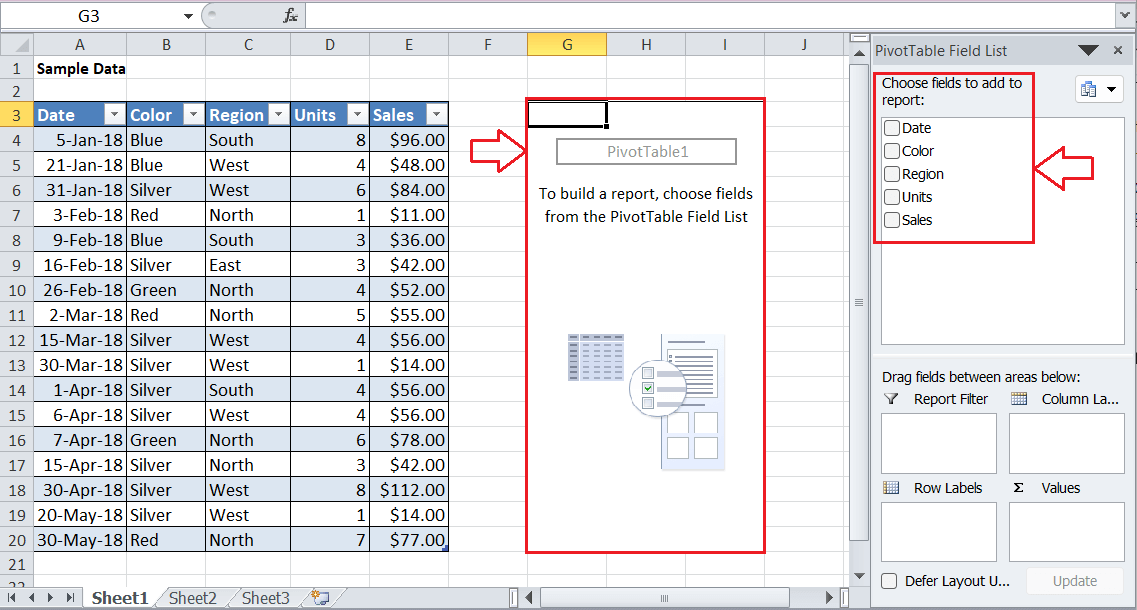 G3
fx
A B C D E F G H I J
1 Sample Data
2
3 Date Color Region Units Sales
4 5-Jan-18 Blue South 8 $96.00
5 21-Jan-18 Blue West 4 $48.00
6 31-Jan-18 Silver West 6 $84.00
7 3-Feb-18 Red North 1 $11.00
8 9-Feb-18 Blue South 3 $36.00
9 16-Feb-18 Silver East 3 $42.00
10 26-Feb-18 Green North 4 $52.00
11 2-Mar-18 Red North 5 $55.00
12 15-Mar-18 Silver West 4 $56.00
13 30-Mar-18 Silver West 1 $14.00
14 1-Apr-18 Silver South 4 $56.00
15 6-Apr-18 Silver West 4 $56.00
16 7-Apr-18 Green North 6 $78.00
17 15-Apr-18 Silver North 3 $42.00
18 30-Apr-18 Silver West 8 $112.00
19 20-May-18 Silver West 1 $14.00
20 30-May-18 Red North 7 $77.00
21
22
Sheet1 Sheet2 Sheet3
PivotTable1
To build a report, choose fields
from the PivotTable Field List
PivotTable Field List
Choose fields to add to
report:
Date
Color
Region
Units
Sales
Drag fields between areas below:
Report Filter Column La...
Row Labels Σ Values
Defer Layout U... Update